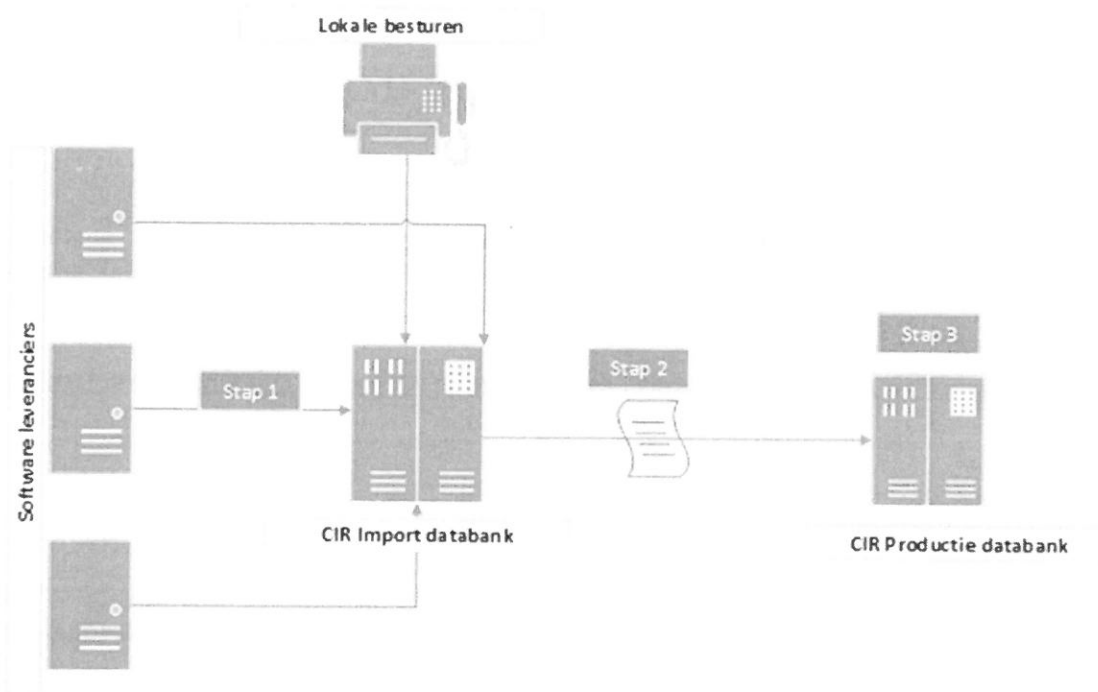 Lokale besturen
Software leveranciers
Stap 1
Stap 2
Stap 3
CIR Import databank
CIR Productie databank